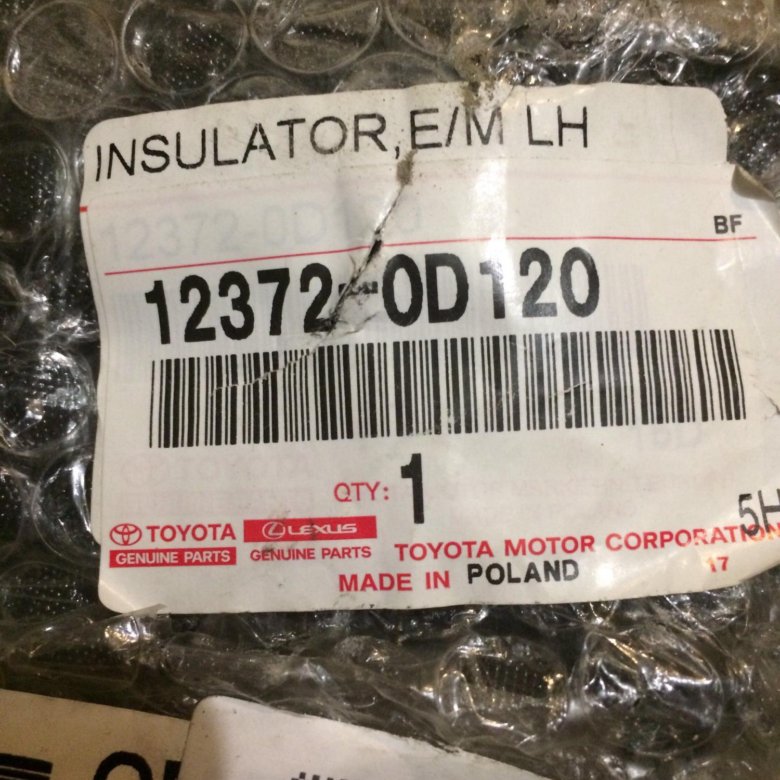 INSULATOR,E/M LH
BF
12372-0D120
QTY: 1
5H
TOYOTA LEXUS
GENUINE PARTS GENUINE PARTS TOYOTA MOTOR CORPORATION
17
MADE IN POLAND